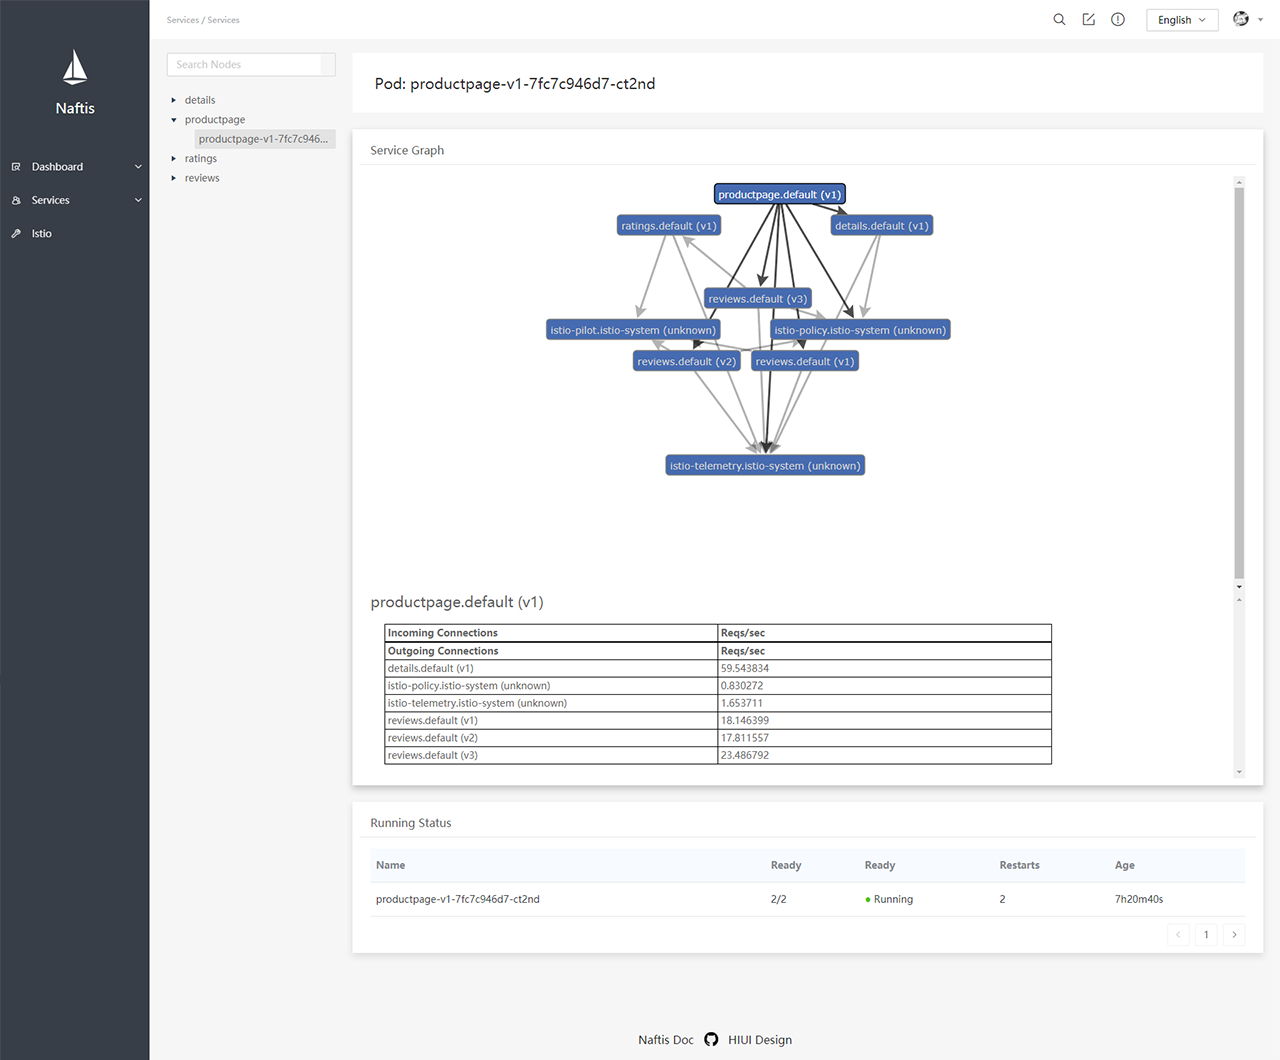 Services / Services
English
Naftis
Dashboard
Services
Istio
Search Nodes
details
productpage
productpage-v1-7fc7c946...
ratings
reviews
Pod: productpage-v1-7fc7c946d7-ct2nd
Service Graph
productpage.default (v1)
ratings.default (v1)
details.default (v1)
reviews.default (v3)
istio-pilot.istio-system (unknown)
istio-policy.istio-system (unknown)
reviews.default (v2)
reviews.default (v1)
istio-telemetry.istio-system (unknown)
productpage.default (v1)
Incoming Connections Reqs/sec
Outgoing Connections Reqs/sec
details.default (v1) 59.543834
istio-policy.istio-system (unknown) 0.830272
istio-telemetry.istio-system (unknown) 1.653711
reviews.default (v1) 18.146399
reviews.default (v2) 17.811557
reviews.default (v3) 23.486792
Running Status
Name Ready Ready Restarts Age
productpage-v1-7fc7c946d7-ct2nd 2/2 Running 2 7h20m40s
1
Naftis Doc HIUI Design